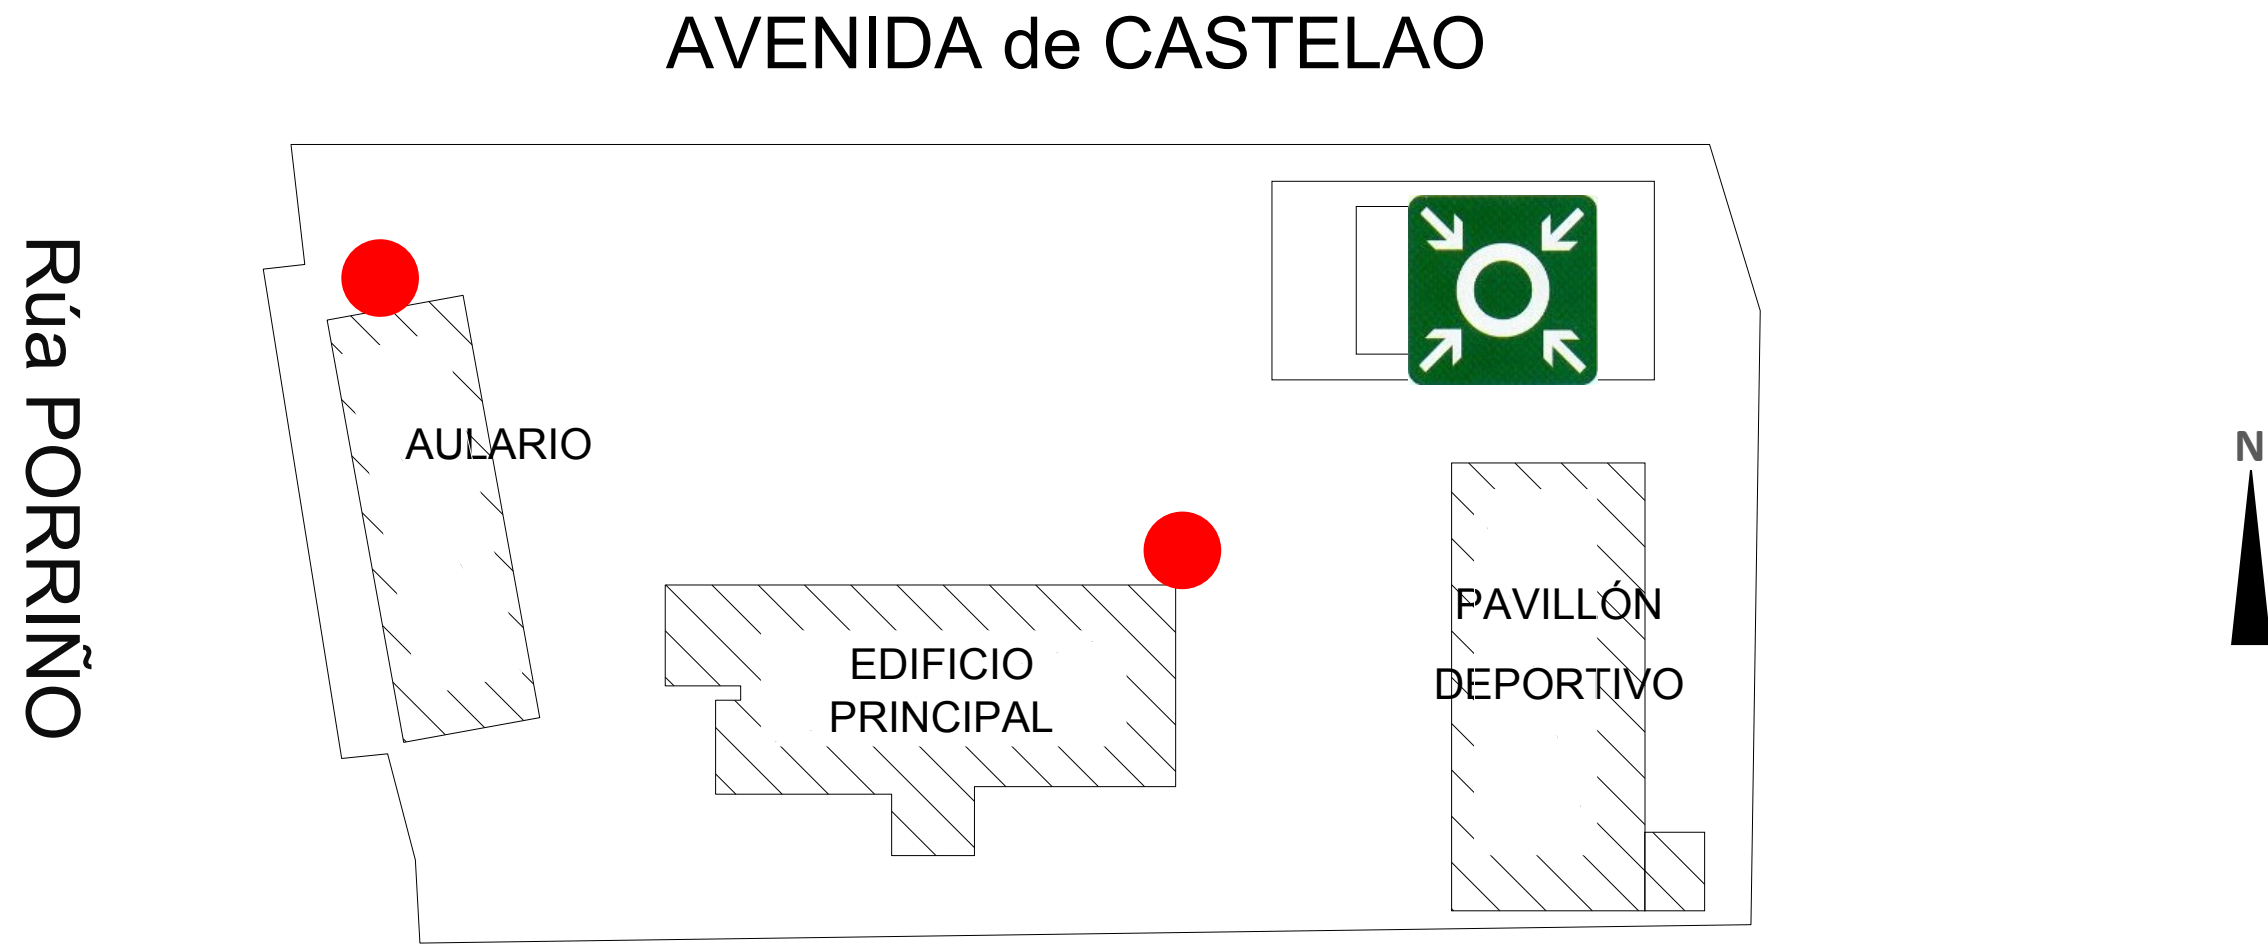 AVENIDA de CASTELAO
Rúa PORRIÑO
AULARIO
N
EDIFICIO
PRINCIPAL
PAVILLÓN
DEPORTIVO